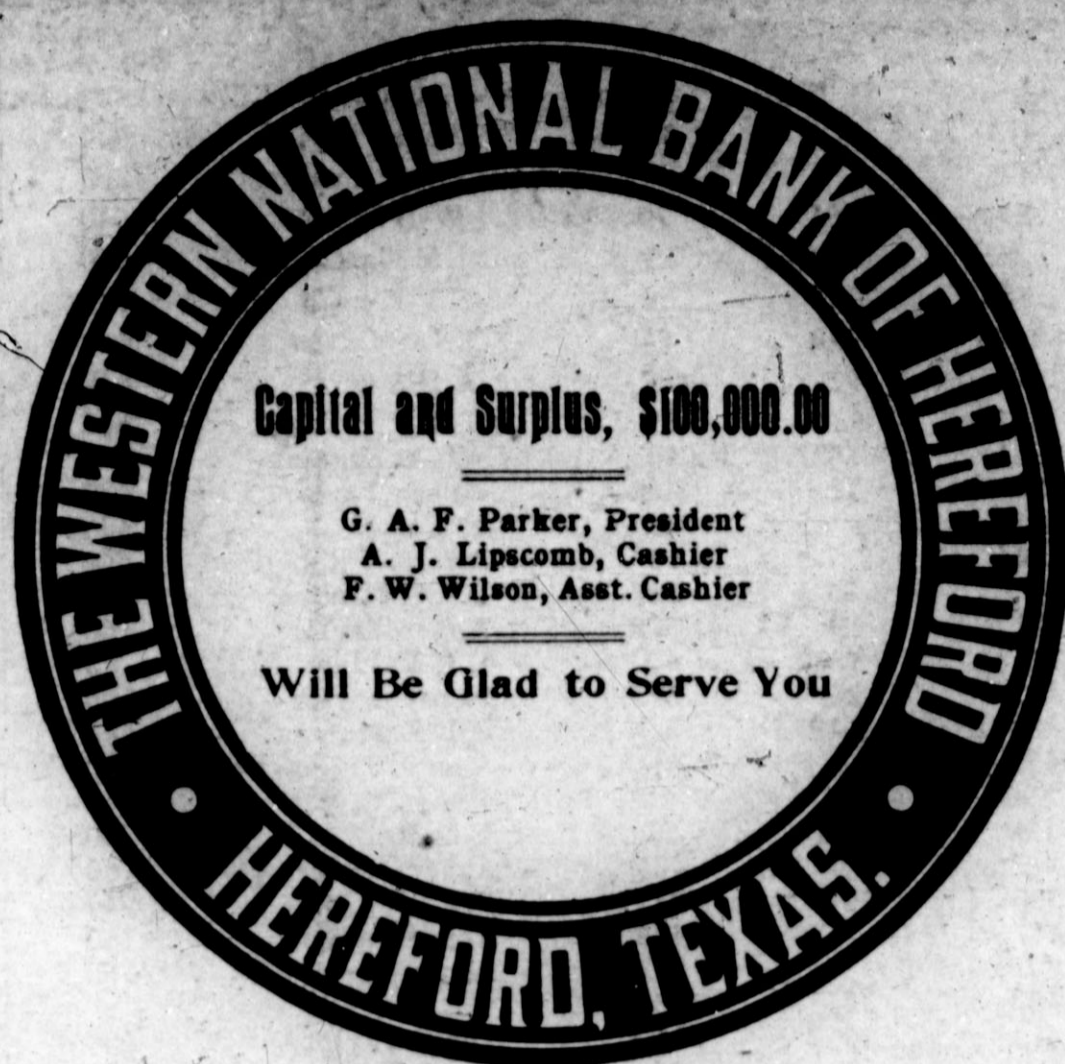 THE WESTERN NATIONAL BANK OF HEREFORD
Capital and Surplus, $100,000.00
G. A. F. Parker, President
A. J. Lipscomb, Cashier
F. W. Wilson, Asst. Cashier
Will Be Glad to Serve You
HEREFORD, TEXAS.